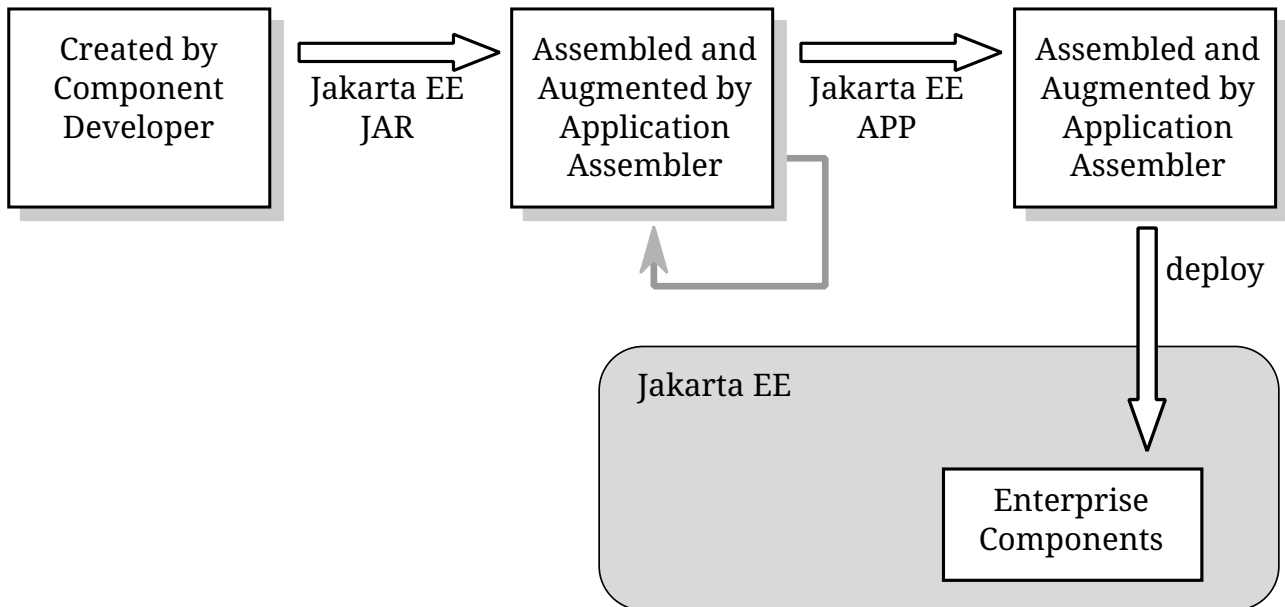 Created by
Component
Developer
Jakarta EE
JAR
Assembled and
Augmented by
Application
Assembler
Jakarta EE
APP
Assembled and
Augmented by
Application
Assembler
deploy
Jakarta EE
Enterprise
Components